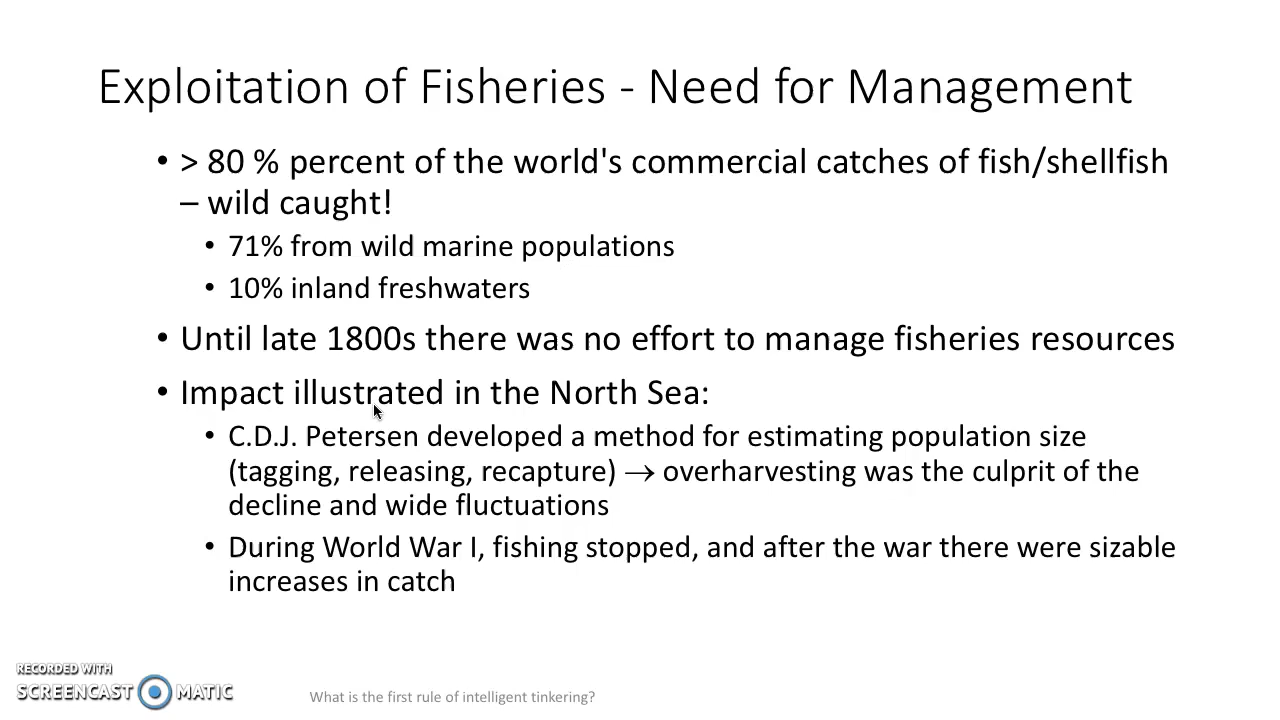 Exploitation of Fisheries - Need for Management
• > 80 % percent of the world's commercial catches of fish/shellfish
– wild caught!
• 71% from wild marine populations
• 10% inland freshwaters
• Until late 1800s there was no effort to manage fisheries resources
• Impact illustrated in the North Sea:
• C.D.J. Petersen developed a method for estimating population size
(tagging, releasing, recapture) → overharvesting was the culprit of the
decline and wide fluctuations
• During World War I, fishing stopped, and after the war there were sizable
increases in catch
RECORDED WITH
SCREENCAST MATIC
What is the first rule of intelligent tinkering?